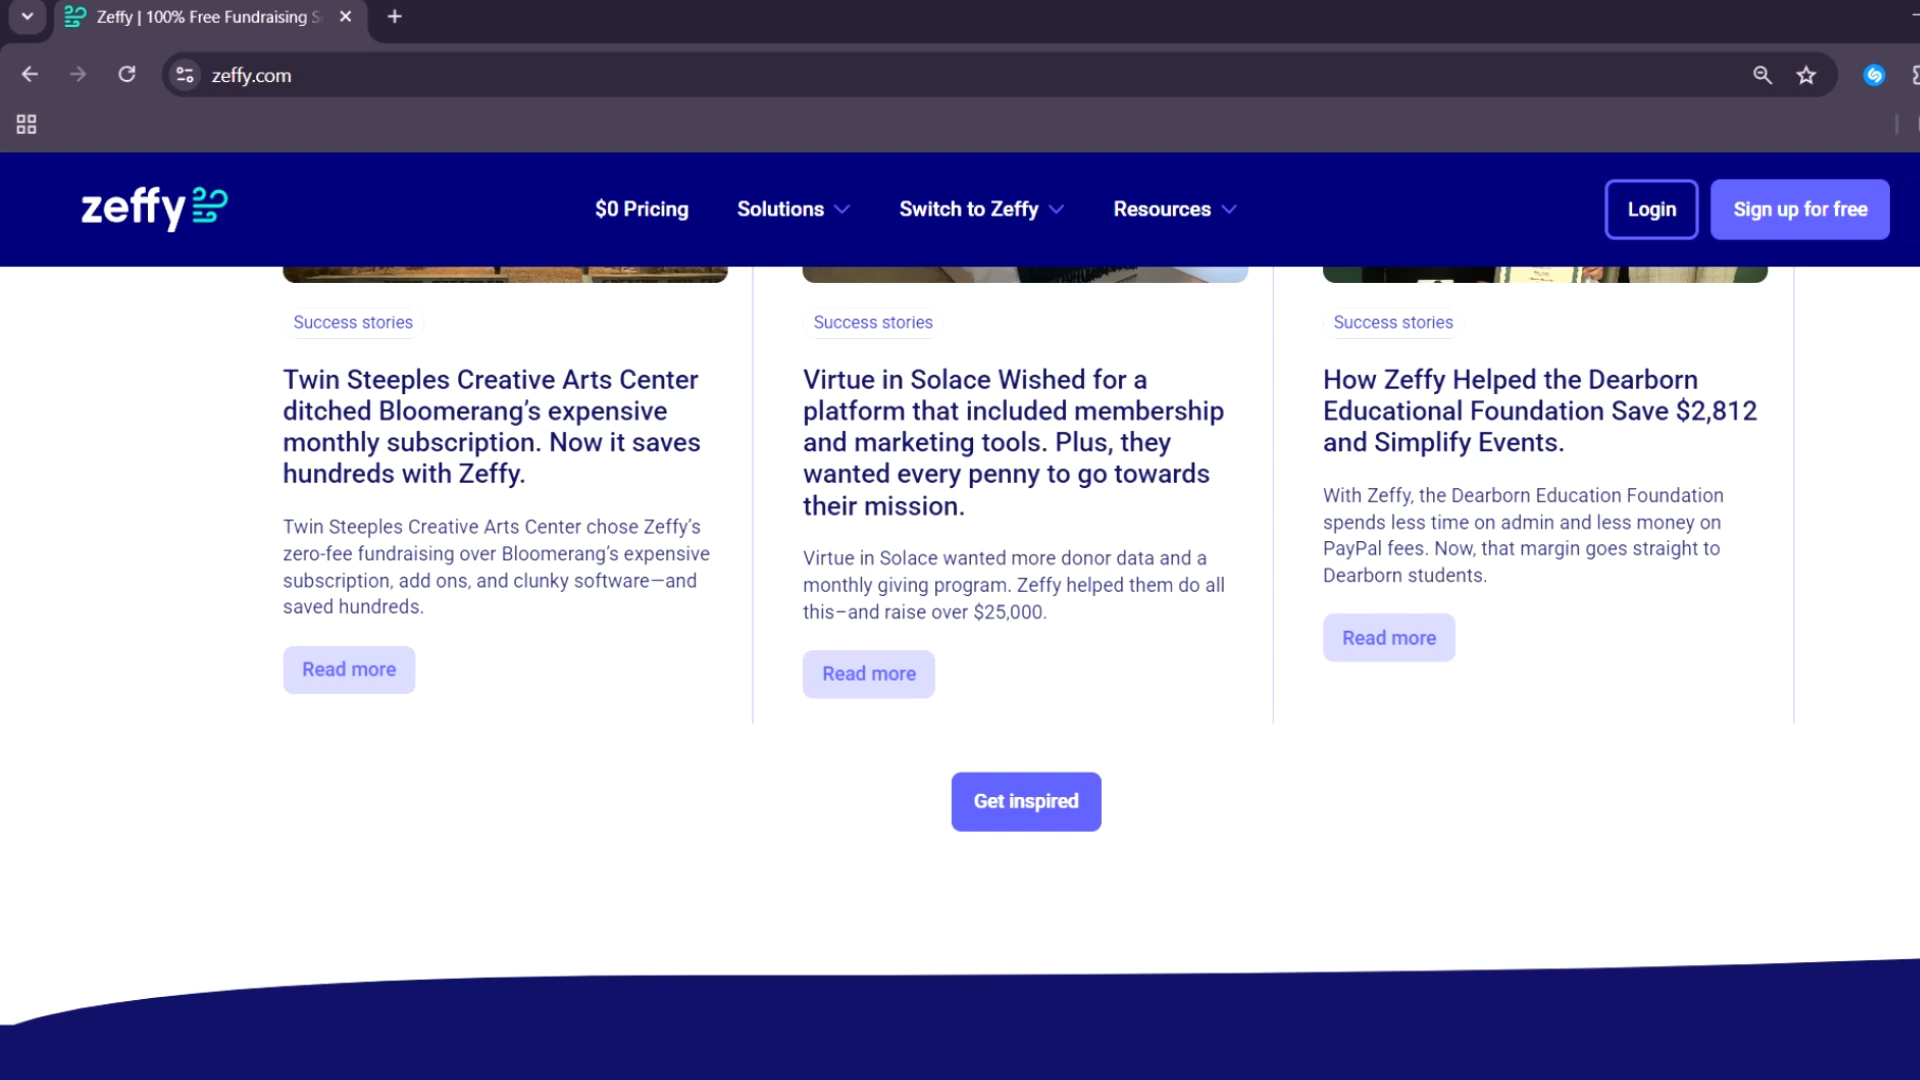 Zeffy | 100% Free Fundraising S
zeffy.com
zeffy
$0 Pricing
Solutions
Switch to Zeffy
Resources
Login
Sign up for free
Success stories
Twin Steeples Creative Arts Center
ditched Bloomerang’s expensive
monthly subscription. Now it saves
hundreds with Zeffy.
Twin Steeples Creative Arts Center chose Zeffy’s
zero-fee fundraising over Bloomerang’s expensive
subscription, add ons, and clunky software—and
saved hundreds.
Read more
Success stories
Virtue in Solace Wished for a
platform that included membership
and marketing tools. Plus, they
wanted every penny to go towards
their mission.
Virtue in Solace wanted more donor data and a
monthly giving program. Zeffy helped them do all
this–and raise over $25,000.
Read more
Success stories
How Zeffy Helped the Dearborn
Educational Foundation Save $2,812
and Simplify Events.
With Zeffy, the Dearborn Education Foundation
spends less time on admin and less money on
PayPal fees. Now, that margin goes straight to
Dearborn students.
Read more
Get inspired